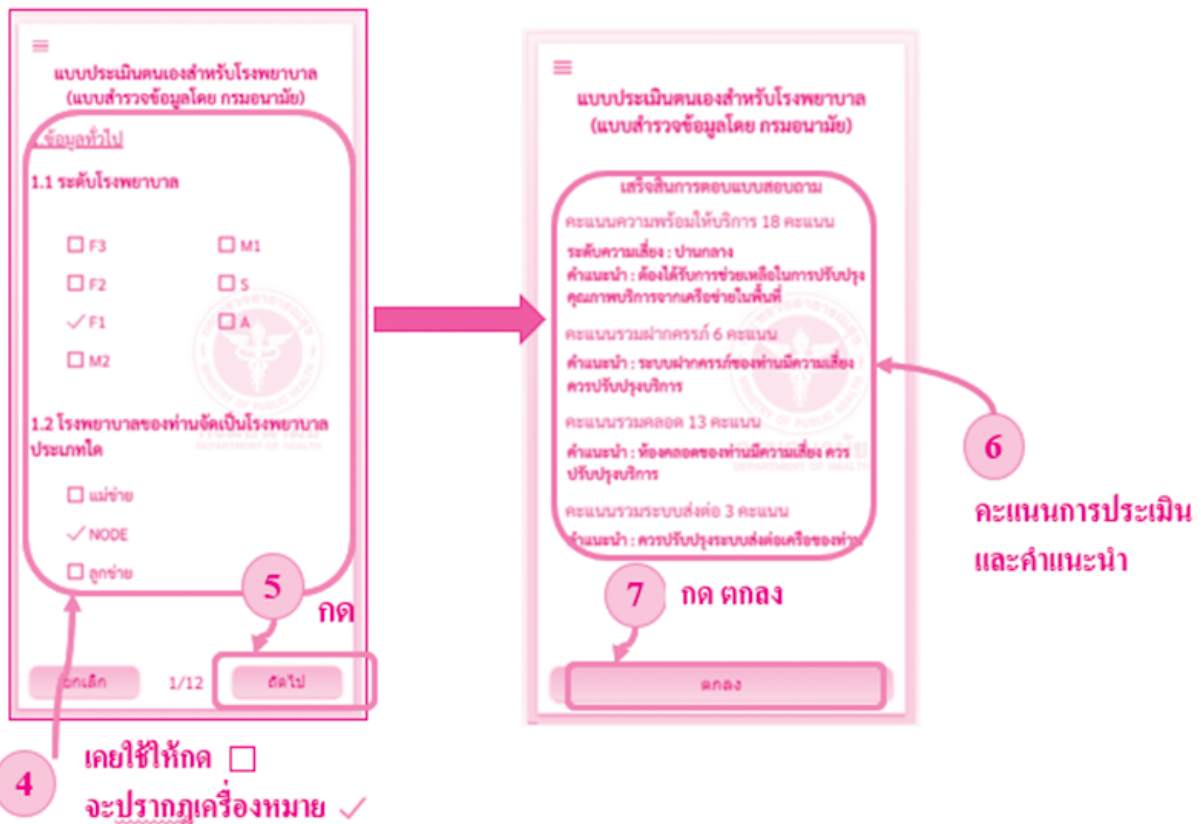 แบบประเมินตนเองสำหรับโรงพยาบาล
(แบบสำรวจข้อมูลโดย กรมอนามัย)
1.ข้อมูลทั่วไป
1.1 ระดับโรงพยาบาล
F3
M1
F2
S
✓ F1
A
M2
1.2 โรงพยาบาลของท่านจัดเป็นโรงพยาบาล
ประเภทใด
แม่ข่าย
✓ NODE
ลูกข่าย
5
กด
ยกเลิก
1/12
ถัดไป
4
เคยใช้ให้กด □
จะปรากฏเครื่องหมาย ✓
แบบประเมินตนเองสำหรับโรงพยาบาล
(แบบสำรวจข้อมูลโดย กรมอนามัย)
เสร็จสิ้นการตอบแบบสอบถาม
คะแนนความพร้อมให้บริการ 18 คะแนน
ระดับความเสี่ยง : ปานกลาง
คำแนะนำ : ต้องได้รับการช่วยเหลือในการปรับปรุง
คุณภาพบริการจากเครือข่ายในพื้นที่
คะแนนรวมฝากครรภ์ 6 คะแนน
คำแนะนำ : ระบบฝากครรภ์ของท่านมีความเสี่ยง
ควรปรับปรุงบริการ
คะแนนรวมคลอด 13 คะแนน
คำแนะนำ : ห้องคลอดของท่านมีความเสี่ยง ควร
ปรับปรุงบริการ
คะแนนรวมระบบส่งต่อ 3 คะแนน
คำแนะนำ : ควรปรับปรุงระบบส่งต่อเครือของท่าน
7
กด ตกลง
ตกลง
6
คะแนนการประเมิน
และคำแนะนำ
DEPARTMENT OF HEALTH
MINISTRY OF PUBLIC HEALTH